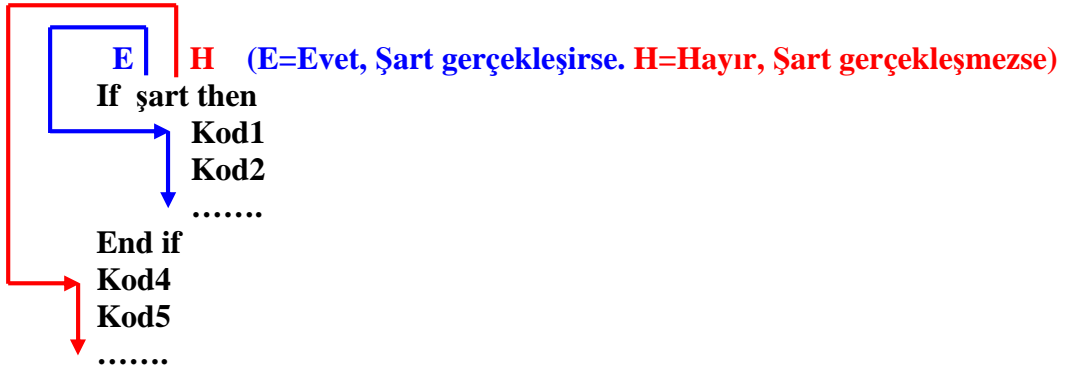 E H (E=Evet, Şart gerçekleşirse. H=Hayır, Şart gerçekleşmezse)
If şart then
Kod1
Kod2
…….
End if
Kod4
Kod5
…….